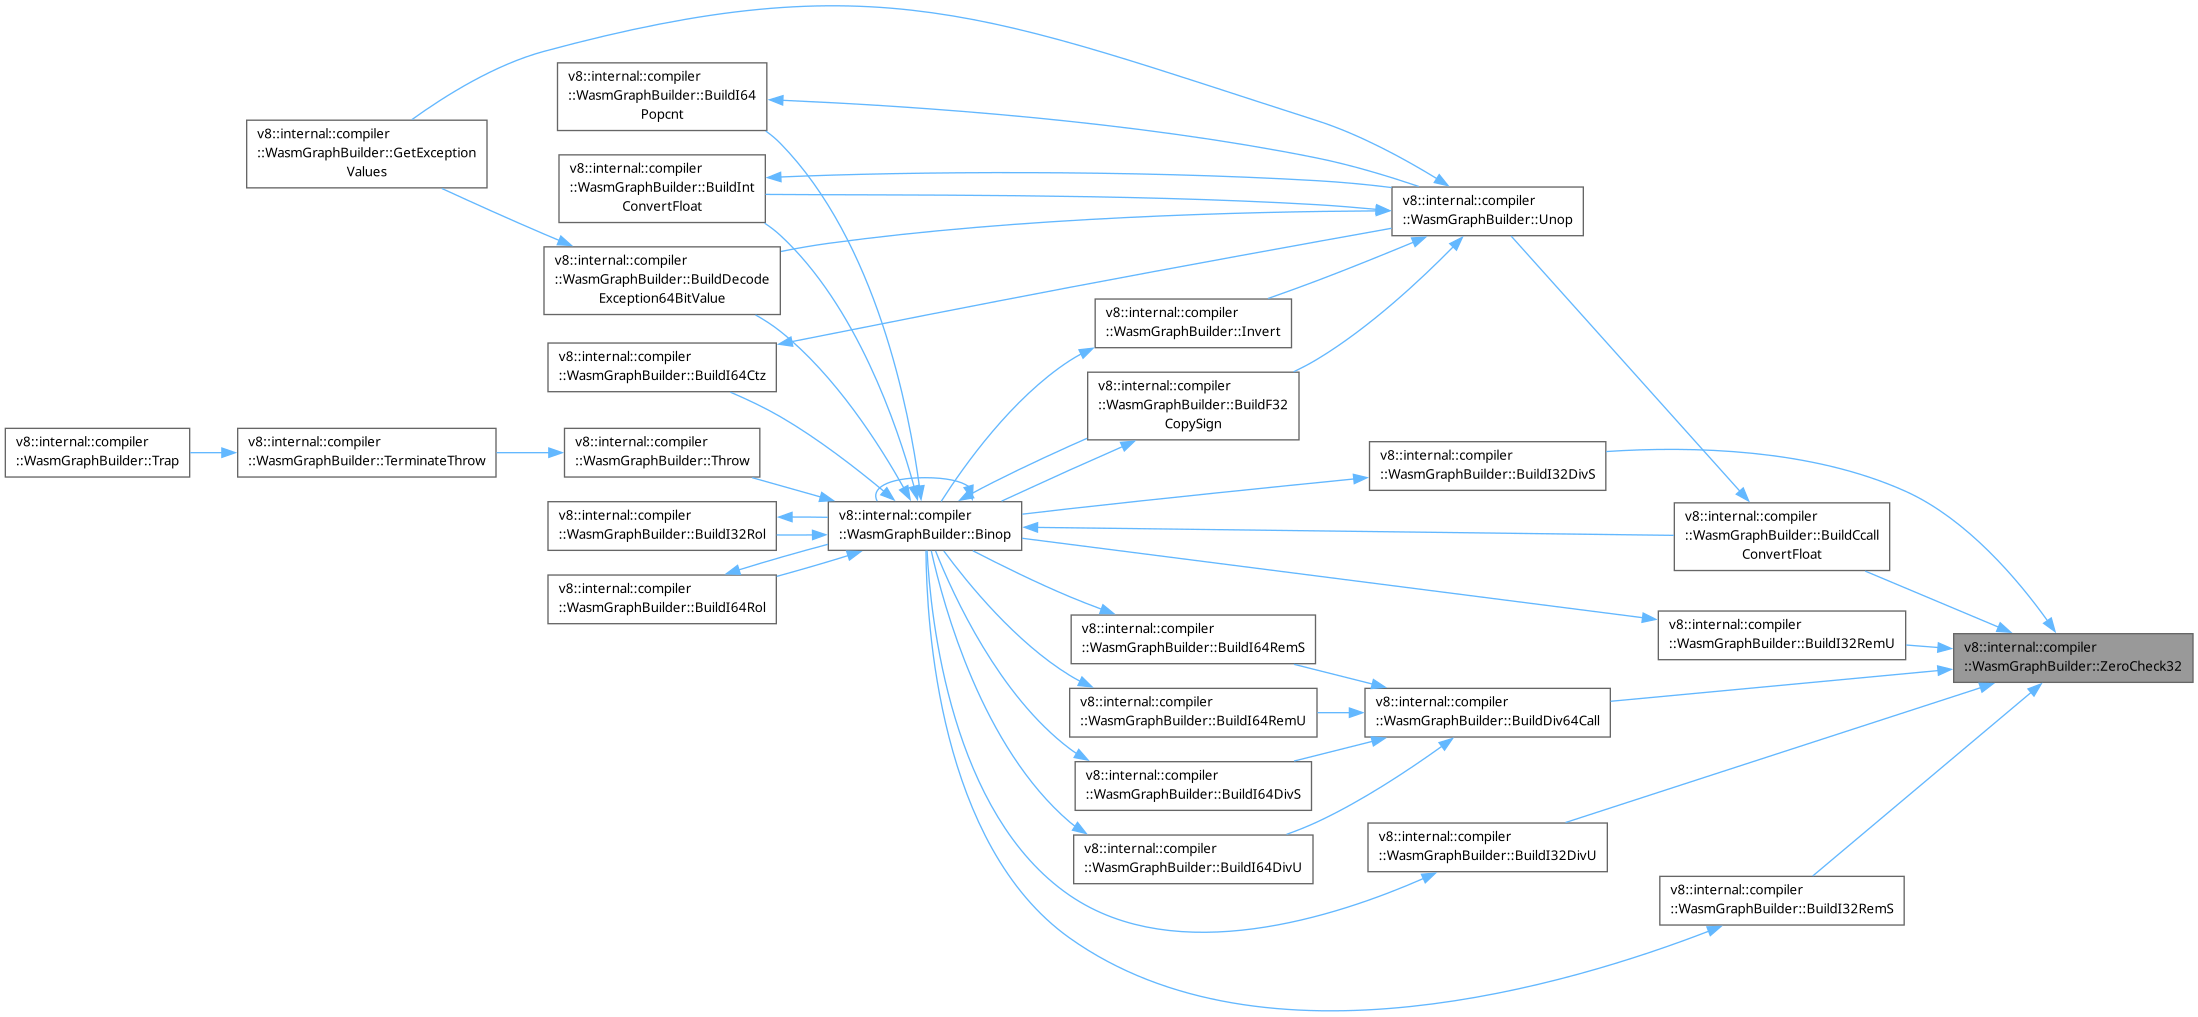 v8::internal::compiler
::WasmGraphBuilder::BuildI64
Popcnt
v8::internal::compiler
::WasmGraphBuilder::GetException
Values
v8::internal::compiler
::WasmGraphBuilder::BuildInt
ConvertFloat
v8::internal::compiler
::WasmGraphBuilder::Unop
v8::internal::compiler
::WasmGraphBuilder::BuildDecode
Exception64BitValue
v8::internal::compiler
::WasmGraphBuilder::Invert
v8::internal::compiler
::WasmGraphBuilder::BuildI64Ctz
v8::internal::compiler
::WasmGraphBuilder::BuildF32
CopySign
v8::internal::compiler
::WasmGraphBuilder::Trap
v8::internal::compiler
::WasmGraphBuilder::TerminateThrow
v8::internal::compiler
::WasmGraphBuilder::Throw
v8::internal::compiler
::WasmGraphBuilder::BuildI32DivS
v8::internal::compiler
::WasmGraphBuilder::BuildI32Rol
v8::internal::compiler
::WasmGraphBuilder::Binop
v8::internal::compiler
::WasmGraphBuilder::BuildCcall
ConvertFloat
v8::internal::compiler
::WasmGraphBuilder::BuildI64Rol
v8::internal::compiler
::WasmGraphBuilder::BuildI64RemS
v8::internal::compiler
::WasmGraphBuilder::BuildI32RemU
v8::internal::compiler
::WasmGraphBuilder::ZeroCheck32
v8::internal::compiler
::WasmGraphBuilder::BuildI64RemU
v8::internal::compiler
::WasmGraphBuilder::BuildDiv64Call
v8::internal::compiler
::WasmGraphBuilder::BuildI64DivS
v8::internal::compiler
::WasmGraphBuilder::BuildI64DivU
v8::internal::compiler
::WasmGraphBuilder::BuildI32DivU
v8::internal::compiler
::WasmGraphBuilder::BuildI32RemS